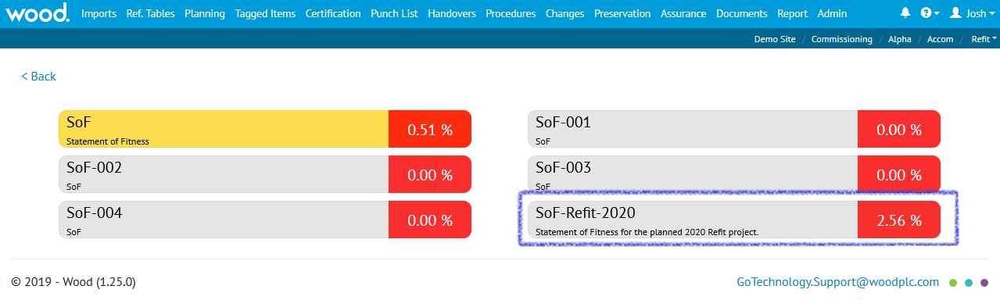 wood. Imports Ref. Tables Planning Tagged Items Certification Punch List Handovers Procedures Changes Preservation Assurance Documents Report Admin ? Josh
Demo Site / Commissioning / Alpha / Accom / Refit
< Back
SoF
Statement of Fitness
0.51 %
SoF-001
SoF
0.00 %
SoF-002
SoF
0.00 %
SoF-003
SoF
0.00 %
SoF-004
SoF
0.00 %
SoF-Refit-2020
Statement of Fitness for the planned 2020 Refit project.
2.56 %
© 2019 - Wood (1.25.0)
GoTechnology.Support@woodplc.com